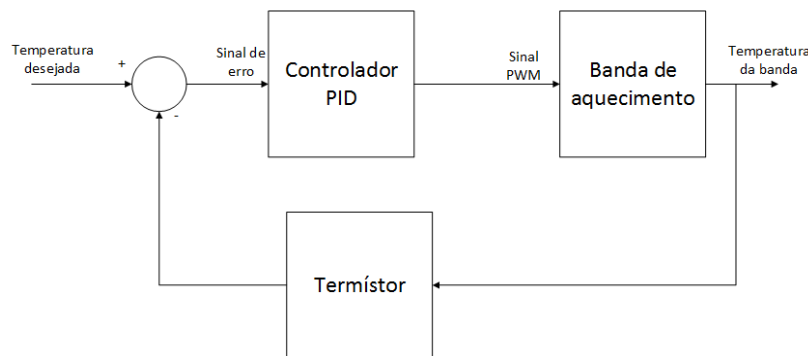 Temperatura
desejada
+
-
Sinal de
erro
Controlador
PID
Sinal
PWM
Banda de
aquecimento
Temperatura
da banda
Termístor